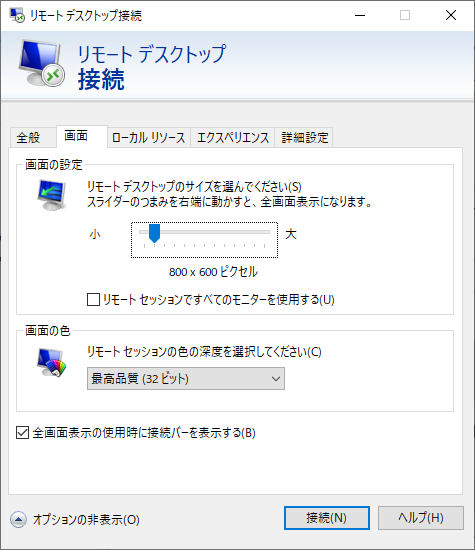 リモート デスクトップ接続
リモート デスクトップ
接続
全般 画面 ローカル リソース エクスペリエンス 詳細設定
画面の設定
リモート デスクトップのサイズを選んでください(S)
スライダーのつまみを右端に動かすと、全画面表示になります。
小 大
800 x 600 ピクセル
リモート セッションですべてのモニターを使用する(U)
画面の色
リモート セッションの色の深度を選択してください(C)
最高品質 (32 ビット)
全画面表示の使用時に接続バーを表示する(B)
オプションの非表示(O) 接続(N) ヘルプ(H)